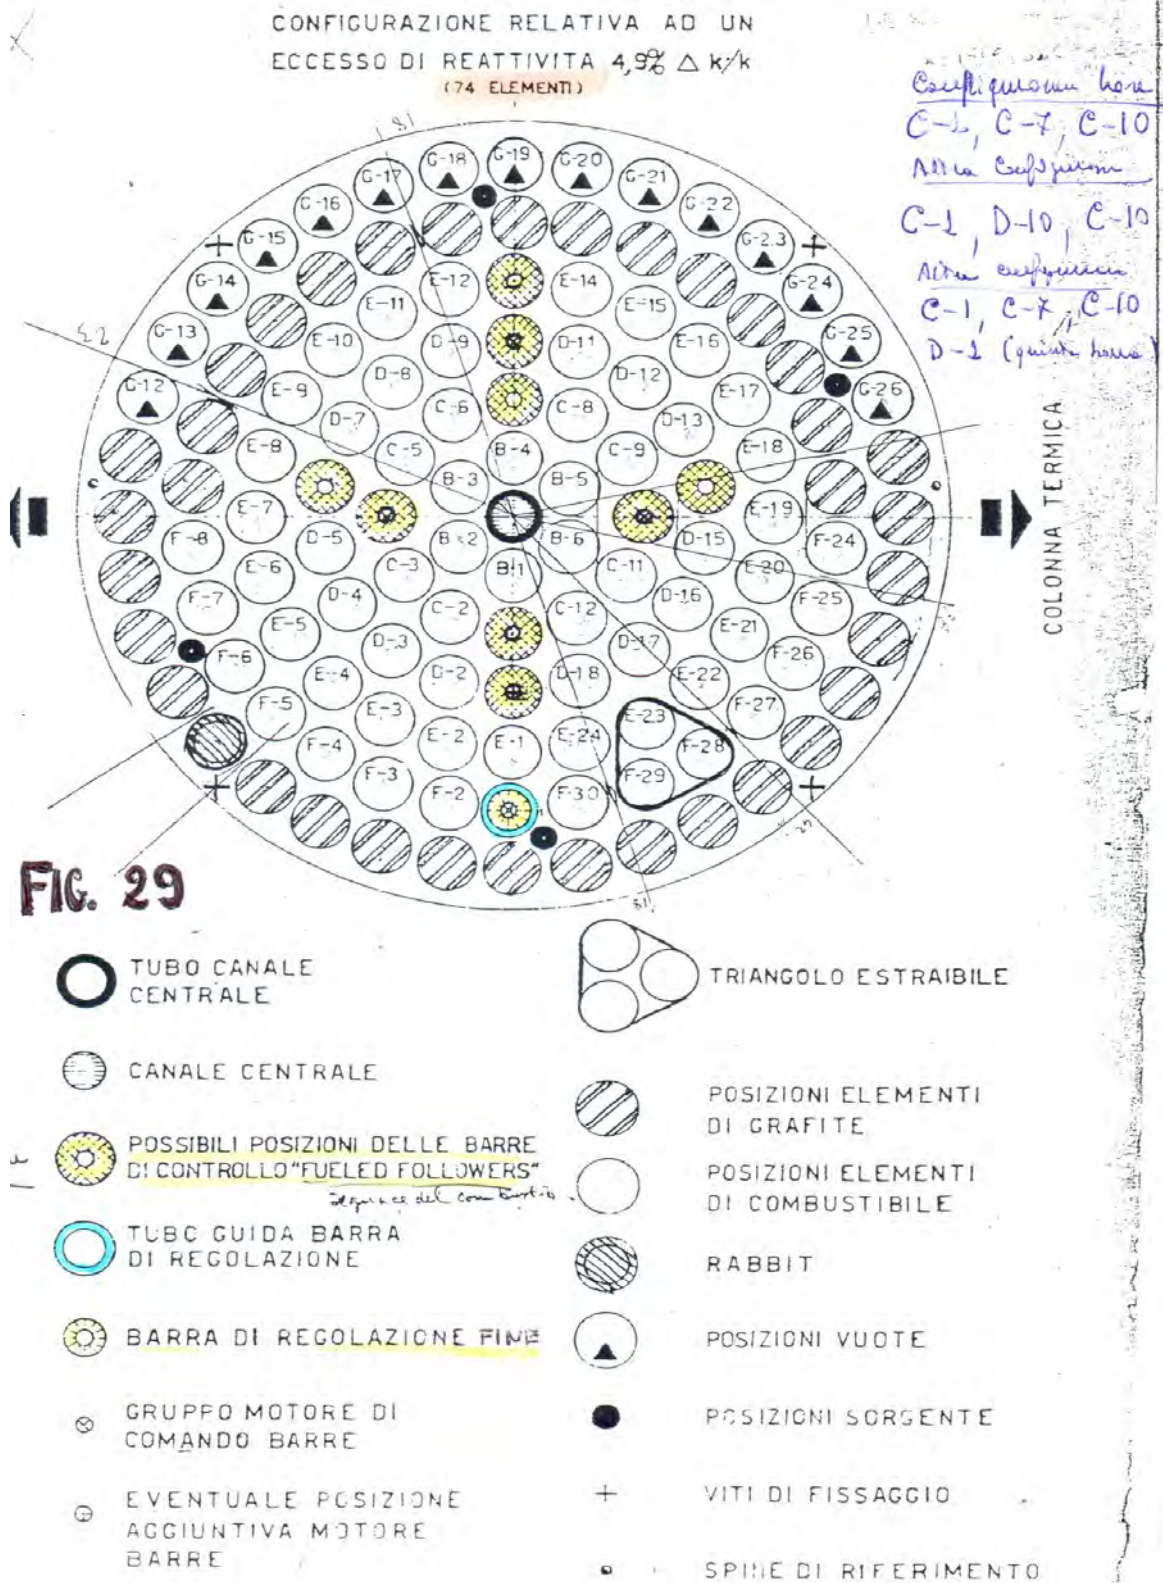 CONFIGURAZIONE RELATIVA AD UN
ECCESSO DI REATTIVITA 4,9% Δ k/k
(74 ELEMENTI)
C-1, C-7, C-10
Altra
C-1, D-10, C-10
Altra
C-1, C-7, C-10
D-1 (quinta barra)
G-19
G-18 G-20
G-17 G-21
G-16 G-22
G-15 G-23
G-14 G-24
G-13 G-25
G-12 G-26
E-12 E-14
E-11 E-15
E-10 D-9 D-11 E-16
E-9 D-8 D-12 E-17
D-7 C-6 C-8 D-13
E-8 C-5 B-4 C-9 E-18
B-3 B-5
E-7 E-19
F-8 D-5 B-2 B-6 D-15 F-24
E-6 C-3 B-1 C-11 E-20
F-7 D-4 C-2 C-12 D-16 F-25
E-5 D-3 D-17 E-21
F-6 E-4 D-2 D-18 E-22 F-26
F-5 E-3 E-23 F-27
F-4 E-2 E-1 E-24 F-28
F-3 F-29
F-2 F-30
COLONA TERMICA
FIG. 29
TUBO CANALE
CENTRALE
CANALE CENTRALE
POSSIBILI POSIZIONI DELLE BARRE
DI CONTROLLO "FUELED FOLLOWERS"
TUBO GUIDA BARRA
DI REGOLAZIONE
BARRA DI REGOLAZIONE FINE
GRUPPO MOTORE DI
COMANDO BARRE
EVENTUALE POSIZIONE
AGGIUNTIVA MOTORE
BARRE
TRIANGOLO ESTRAIBILE
POSIZIONI ELEMENTI
DI GRAFITE
POSIZIONI ELEMENTI
DI COMBUSTIBILE
RABBIT
POSIZIONI VUOTE
POSIZIONI SORGENTE
VITI DI FISSAGGIO
SPINE DI RIFERIMENTO